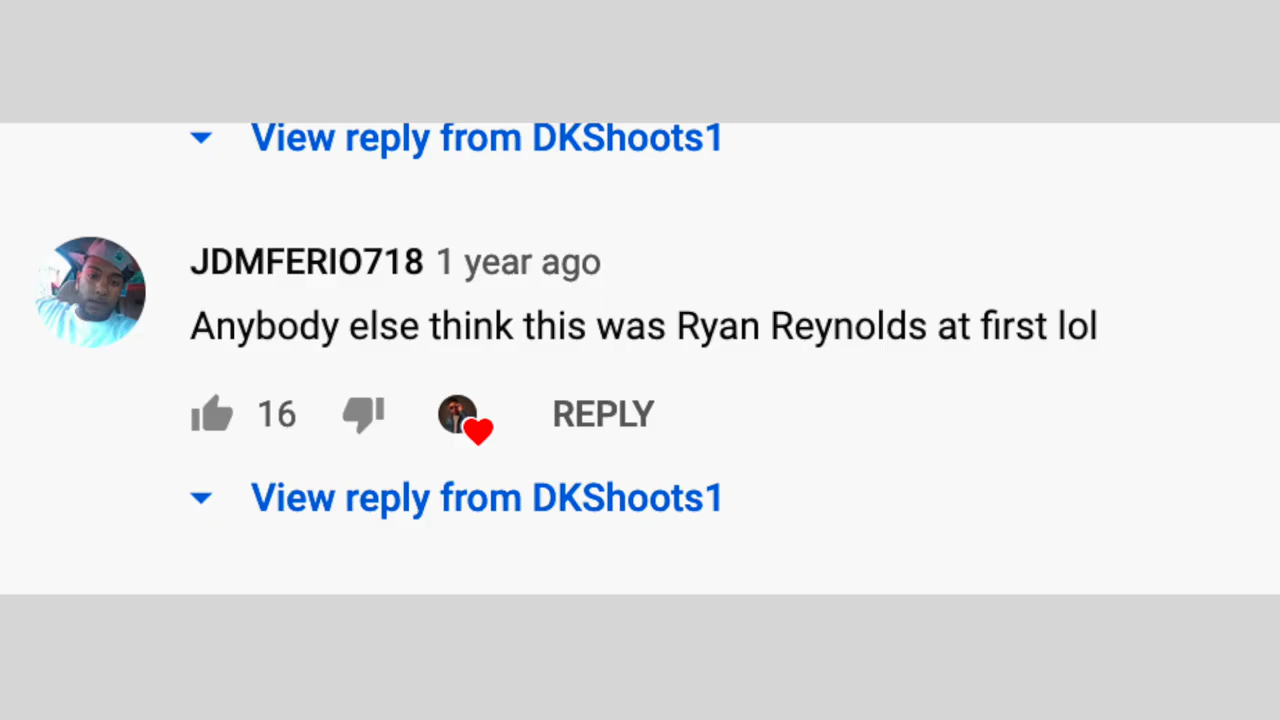 View reply from DKShoots1
JDMFERIO718 1 year ago
Anybody else think this was Ryan Reynolds at first lol
16 REPLY
View reply from DKShoots1